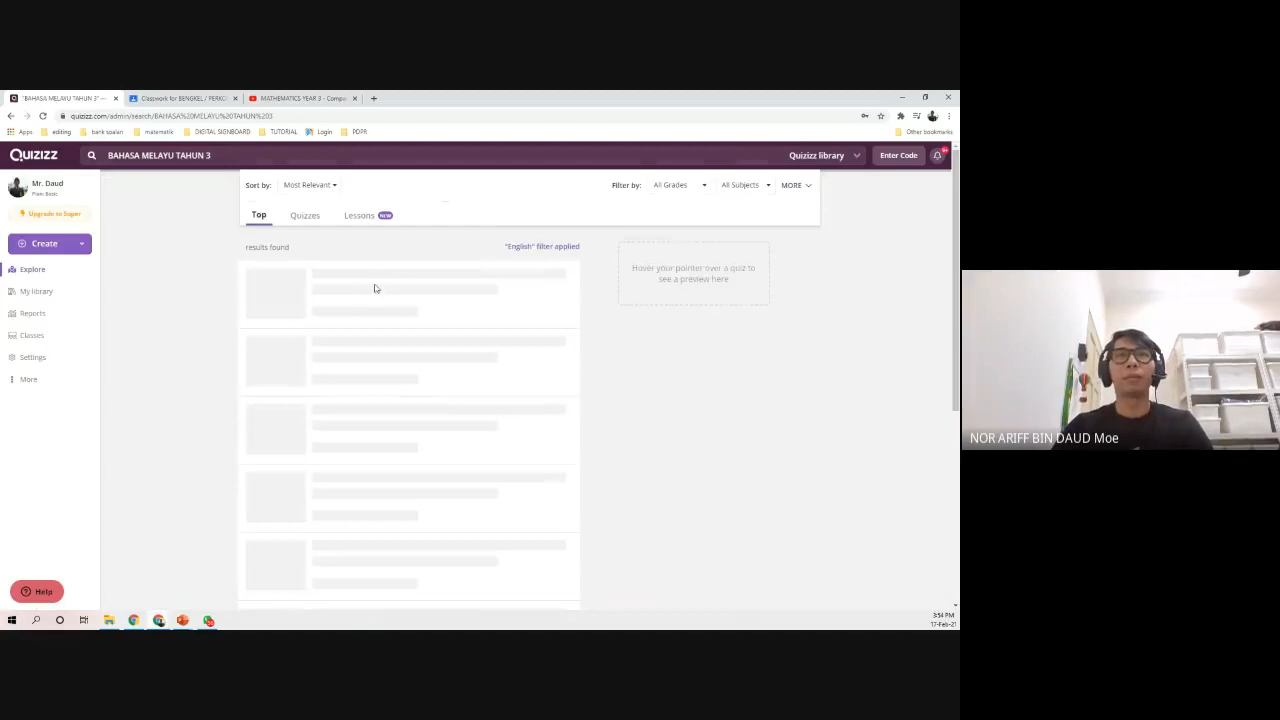 "BAHASA MELAYU TAHUN 3" —
Classwork for BENGKEL / PERKO
MATHEMATICS YEAR 3 - Compa
quizizz.com/admin/search/BAHASA%20MELAYU%20TAHUN%203
Apps
editing
bank soalan
matematik
DIGITAL SIGNBOARD
TUTORIAL
Login
PDPR
Other bookmarks
QUIZIZZ
BAHASA MELAYU TAHUN 3
Quizizz library
Enter Code
9+
Mr. Daud
Plan: Basic
Upgrade to Super
Create
Explore
My library
Reports
Classes
Settings
More
Help
Sort by:
Most Relevant
Filter by:
All Grades
All Subjects
MORE
Top
Quizzes
Lessons
NEW
results found
"English" filter applied
Hover your pointer over a quiz to
see a preview here
3:54 PM
17-Feb-21
NOR ARIFF BIN DAUD Moe